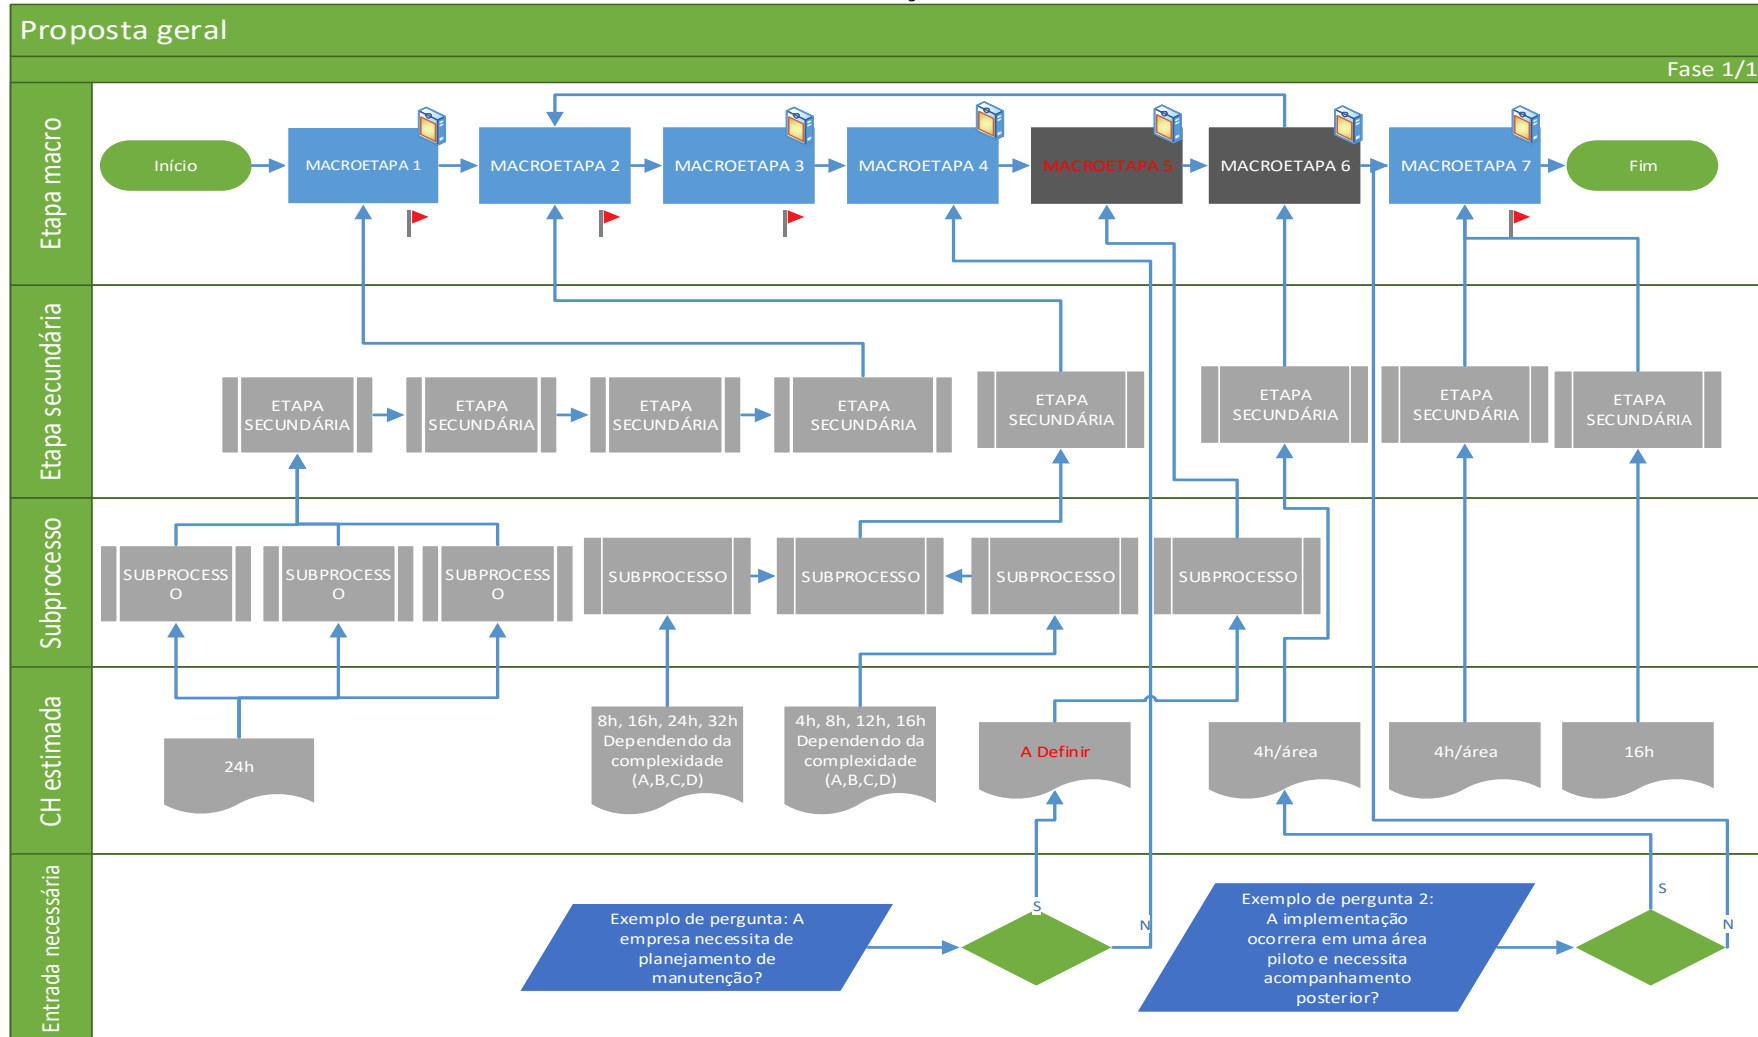 Proposta geral
Fase 1/1
Etapa macro
Início
MACROETAPA 1
MACROETAPA 2
MACROETAPA 3
MACROETAPA 4
MACROETAPA 5
MACROETAPA 6
MACROETAPA 7
Fim
Etapa secundária
ETAPA
SECUNDÁRIA
ETAPA
SECUNDÁRIA
ETAPA
SECUNDÁRIA
ETAPA
SECUNDÁRIA
ETAPA
SECUNDÁRIA
ETAPA
SECUNDÁRIA
ETAPA
SECUNDÁRIA
ETAPA
SECUNDÁRIA
Subprocesso
SUBPROCESS
O
SUBPROCESS
O
SUBPROCESS
O
SUBPROCESSO
SUBPROCESSO
SUBPROCESSO
SUBPROCESSO
CH estimada
24h
8h, 16h, 24h, 32h
Dependendo da
complexidade
(A,B,C,D)
4h, 8h, 12h, 16h
Dependendo da
complexidade
(A,B,C,D)
A Definir
4h/área
4h/área
16h
Entrada necessária
Exemplo de pergunta: A
empresa necessita de
planejamento de
manutenção?
S
N
Exemplo de pergunta 2:
A implementação
ocorrera em uma área
piloto e necessita
acompanhamento
posterior?
S
N